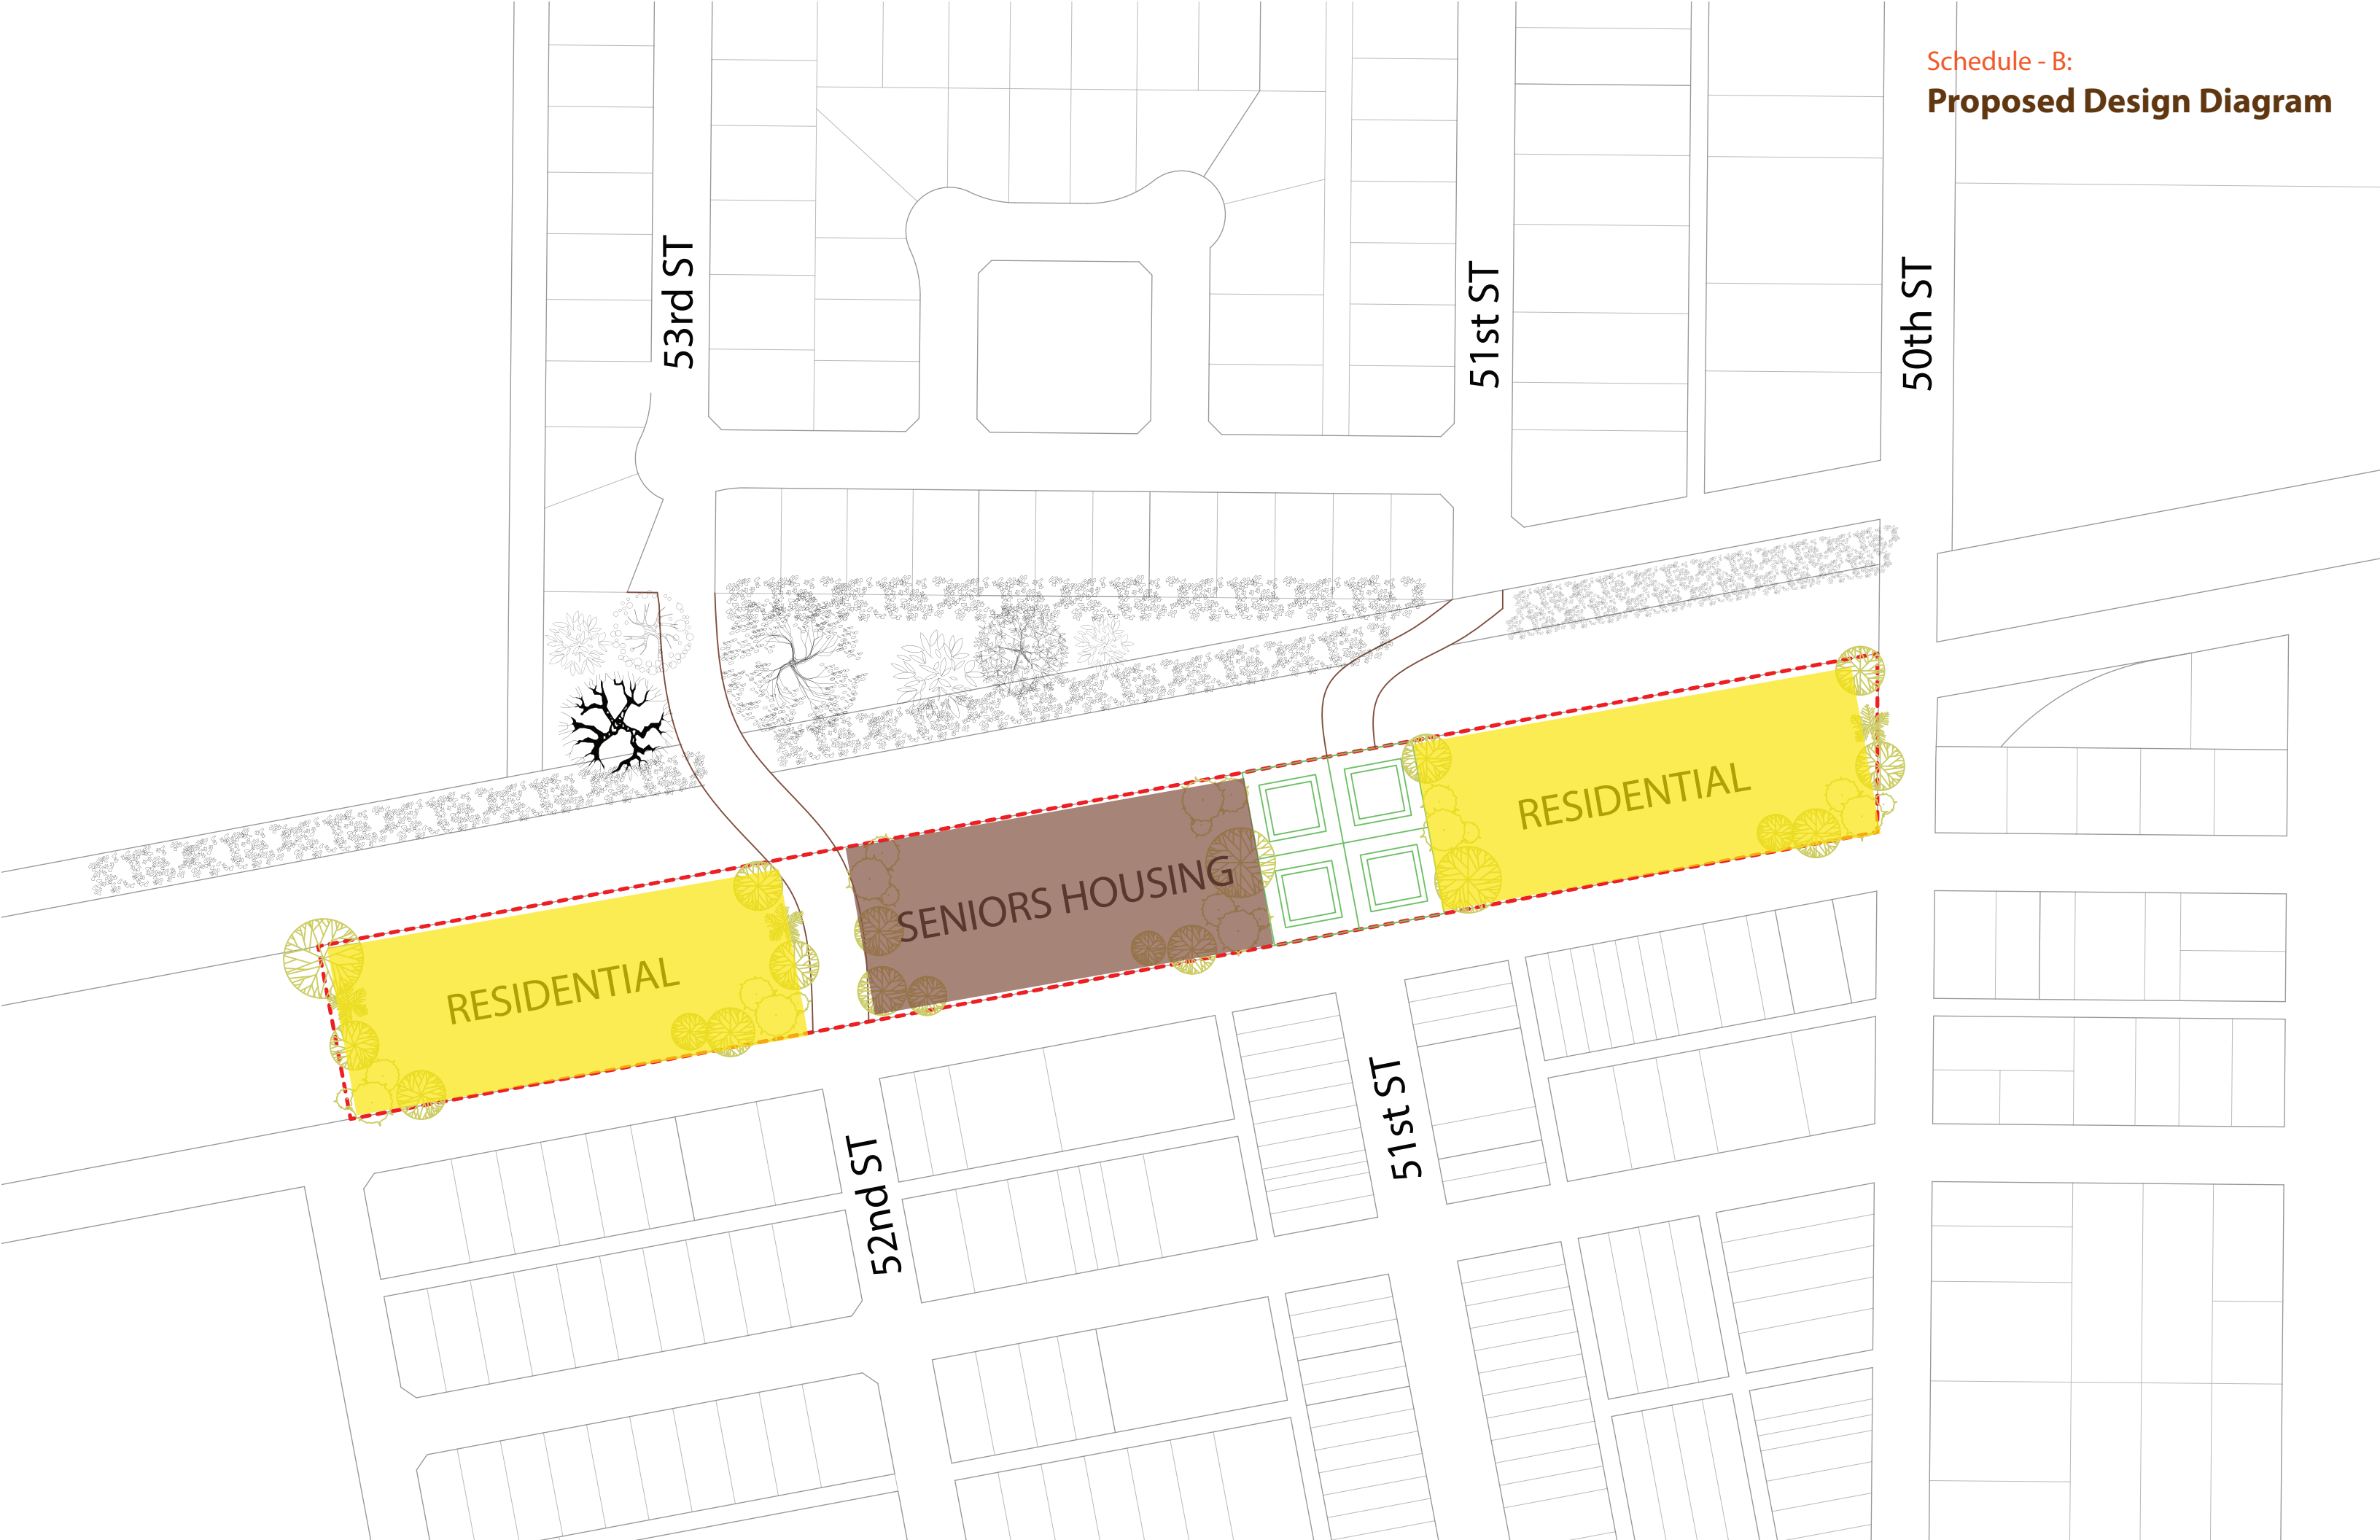 Schedule - B:
Proposed Design Diagram
53rd ST
51st ST
50th ST
RESIDENTIAL
SENIORS HOUSING
RESIDENTIAL
52nd ST
51st ST